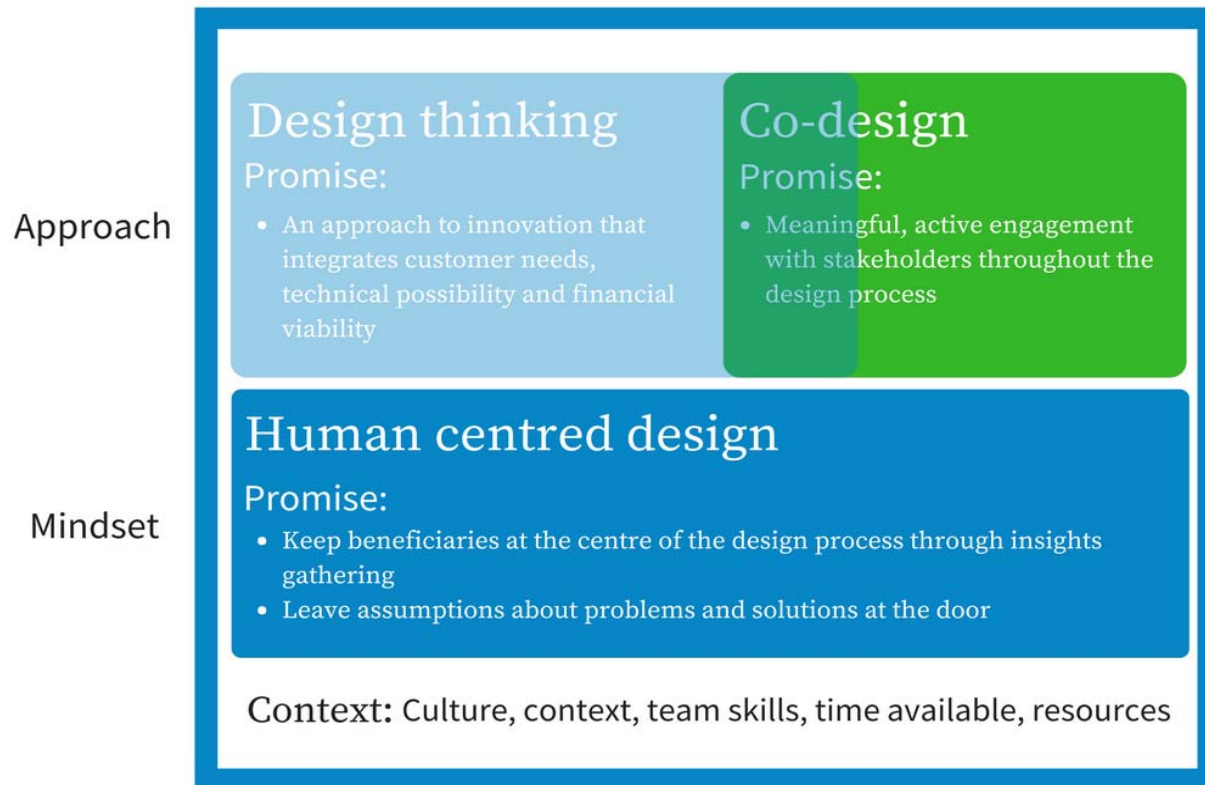 Approach
Design thinking
Promise:
• An approach to innovation that
integrates customer needs,
technical possibility and financial
viability
Co-design
Promise:
• Meaningful, active engagement
with stakeholders throughout the
design process
Mindset
Human centred design
Promise:
• Keep beneficiaries at the centre of the design process through insights
gathering
• Leave assumptions about problems and solutions at the door
Context: Culture, context, team skills, time available, resources